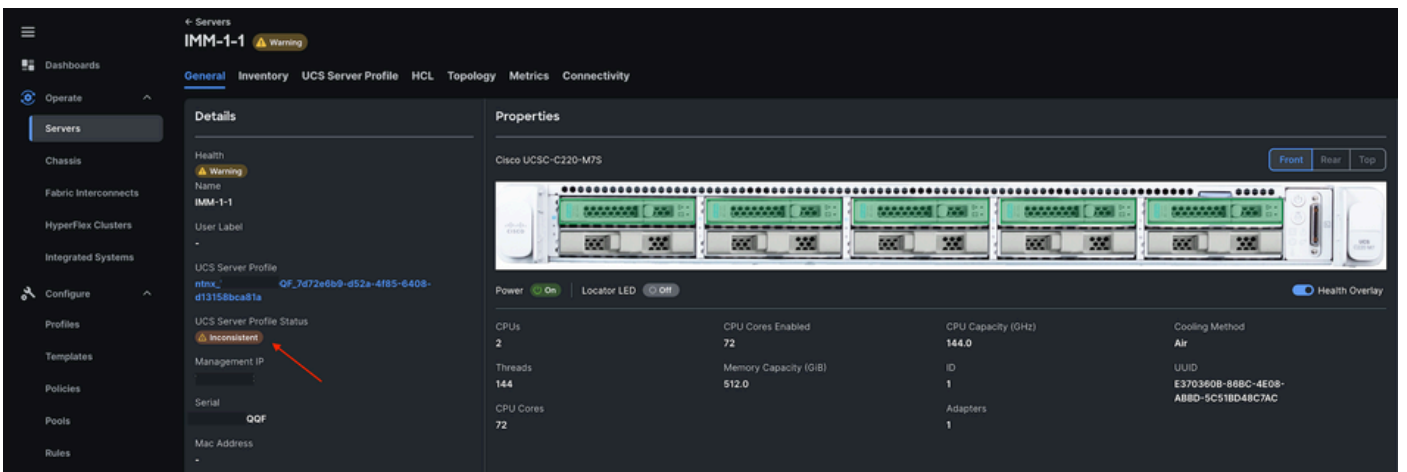 ← Servers
IMM-1-1 Warning
General Inventory UCS Server Profile HCL Topology Metrics Connectivity
Dashboards
Operate
Servers
Chassis
Fabric Interconnects
HyperFlex Clusters
Integrated Systems
Configure
Profiles
Templates
Policies
Pools
Rules
Details
Health
Warning
Name
IMM-1-1
User Label
-
UCS Server Profile
ntnx_ QF_7d72e6b9-d52a-4f85-6408-
d13158bca81a
UCS Server Profile Status
Inconsistent
Management IP
Serial
QQF
Mac Address
-
Properties
Cisco UCSC-C220-M7S
Front Rear Top
Power On Locator LED Off
Health Overlay
CPUs
2
CPU Cores Enabled
72
CPU Capacity (GHz)
144.0
Cooling Method
Air
Threads
144
Memory Capacity (GiB)
512.0
ID
1
UUID
E370360B-86BC-4E08-
ABBD-5C51BD48C7AC
CPU Cores
72
Adapters
1